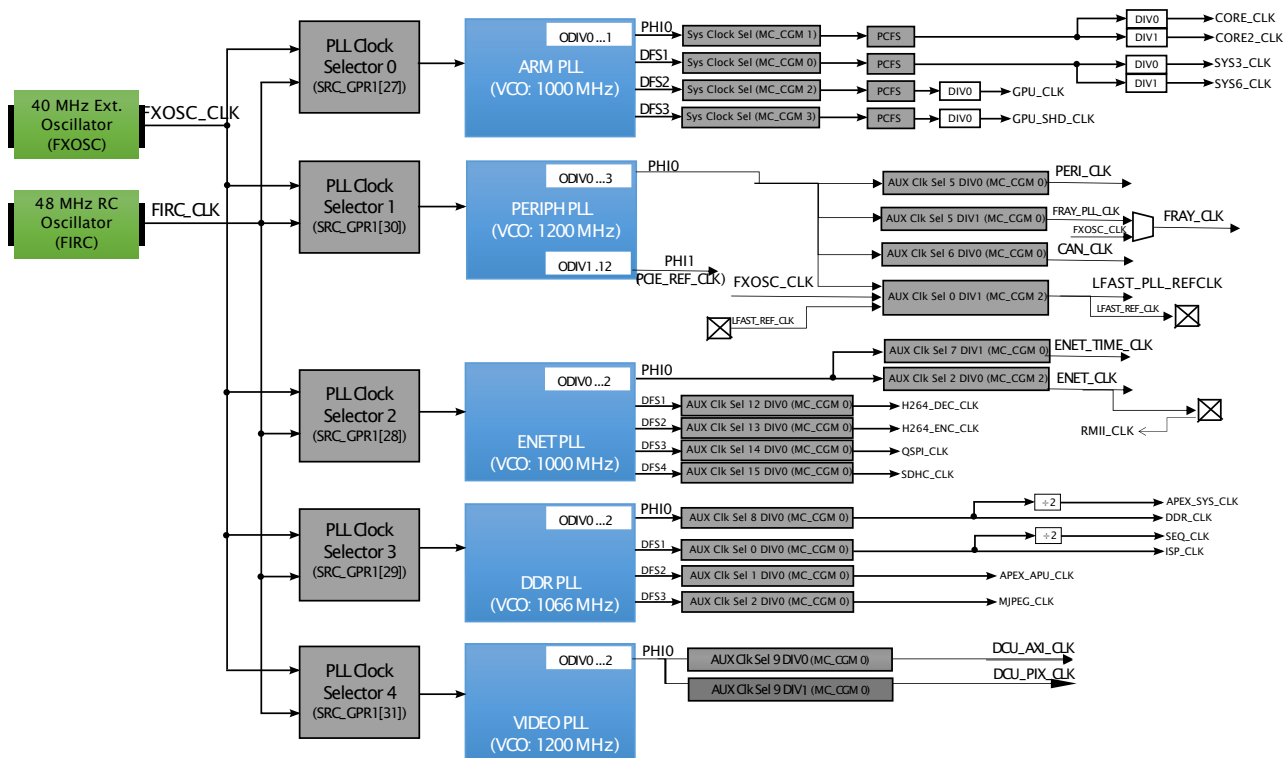 40 MHz Ext.
Oscillator
(FXOSC)
FXOSC_CLK
48 MHz RC
Oscillator
(FIRC)
FIRC_CLK
PLL Clock
Selector 0
(SRC_GPR1[27])
ODIV0...1
ARM PLL
(VCO: 1000 MHz)
PHI0
Sys Clock Sel (MC_CGM 1)
PCFS
DIV0
CORE_CLK
DIV1
CORE2_CLK
DFS1
Sys Clock Sel (MC_CGM 0)
PCFS
DIV0
SYS3_CLK
DIV1
SYS6_CLK
DFS2
Sys Clock Sel (MC_CGM 2)
PCFS
DIV0
GPU_CLK
DFS3
Sys Clock Sel (MC_CGM 3)
PCFS
DIV0
GPU_SHD_CLK
PLL Clock
Selector 1
(SRC_GPR1[30])
ODIV0...3
PERIPH PLL
(VCO: 1200 MHz)
ODIV1..12
PHI0
AUX Clk Sel 5 DIV0 (MC_CGM 0)
PERI_CLK
AUX Clk Sel 5 DIV1 (MC_CGM 0)
FRAY_PLL_CLK
FXOSC_CLK
FRAY_CLK
AUX Clk Sel 6 DIV0 (MC_CGM 0)
CAN_CLK
PHI1
(PCIE_REF_CLK)
FXOSC_CLK
LFAST_REF_CLK
AUX Clk Sel 0 DIV1 (MC_CGM 2)
LFAST_PLL_REFCLK
LFAST_REF_CLK
PLL Clock
Selector 2
(SRC_GPR1[28])
ODIV0...2
ENET PLL
(VCO: 1000 MHz)
PHI0
AUX Clk Sel 7 DIV1 (MC_CGM 0)
ENET_TIME_CLK
AUX Clk Sel 2 DIV0 (MC_CGM 2)
ENET_CLK
RMII_CLK
DFS1
AUX Clk Sel 12 DIV0 (MC_CGM 0)
H264_DEC_CLK
DFS2
AUX Clk Sel 13 DIV0 (MC_CGM 0)
H264_ENC_CLK
DFS3
AUX Clk Sel 14 DIV0 (MC_CGM 0)
QSPI_CLK
DFS4
AUX Clk Sel 15 DIV0 (MC_CGM 0)
SDHC_CLK
PLL Clock
Selector 3
(SRC_GPR1[29])
ODIV0...2
DDR PLL
(VCO: 1066 MHz)
PHI0
AUX Clk Sel 8 DIV0 (MC_CGM 0)
÷2
APEX_SYS_CLK
DDR_CLK
DFS1
AUX Clk Sel 0 DIV0 (MC_CGM 0)
÷2
SEQ_CLK
ISP_CLK
DFS2
AUX Clk Sel 1 DIV0 (MC_CGM 0)
APEX_APU_CLK
DFS3
AUX Clk Sel 2 DIV0 (MC_CGM 0)
MJPEG_CLK
PLL Clock
Selector 4
(SRC_GPR1[31])
ODIV0...2
VIDEO PLL
(VCO: 1200 MHz)
PHI0
AUX Clk Sel 9 DIV0 (MC_CGM 0)
DCU_AXI_CLK
AUX Clk Sel 9 DIV1 (MC_CGM 0)
DCU_PIX_CLK